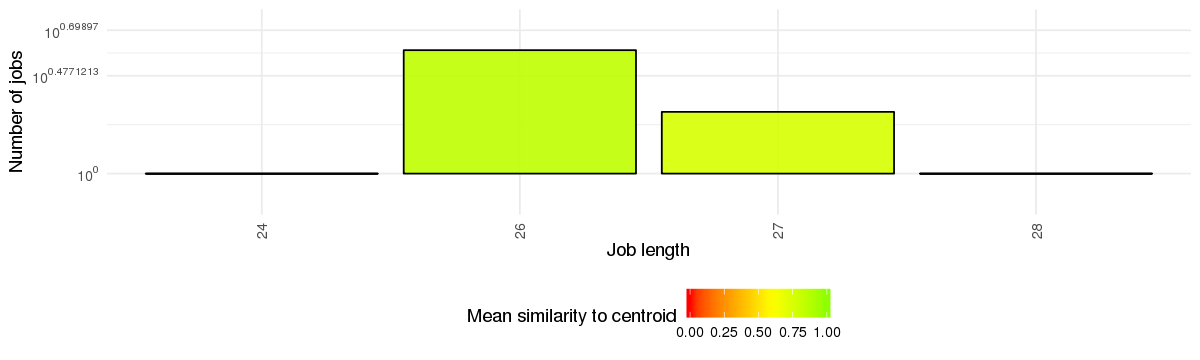 Number of jobs
10^0.69897
10^0.4771213
10^0
24 26 27 28
Job length
Mean similarity to centroid
0.00 0.25 0.50 0.75 1.00